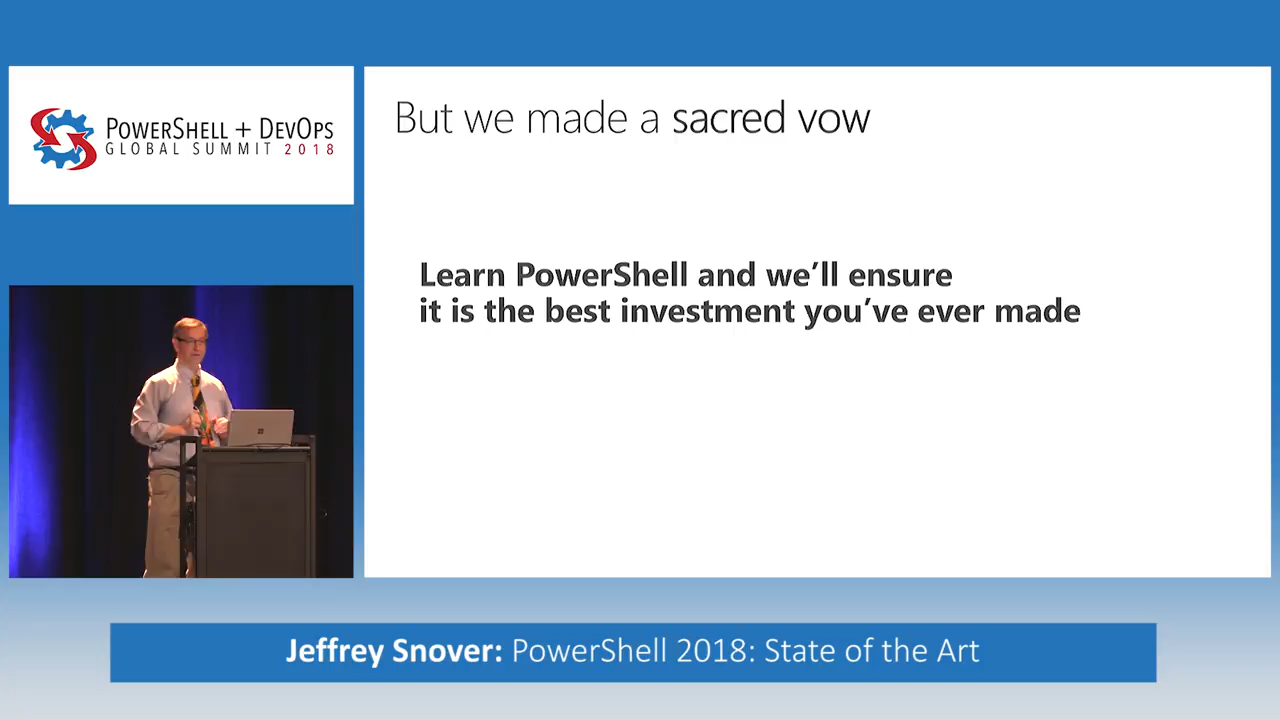 PowerShell + DevOps
GLOBAL SUMMIT 2018
But we made a sacred vow
Learn PowerShell and we’ll ensure
it is the best investment you’ve ever made
Jeffrey Snover: PowerShell 2018: State of the Art